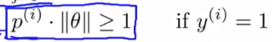 p⁽ⁱ⁾ · ‖θ‖ ≥ 1 if y⁽ⁱ⁾ = 1